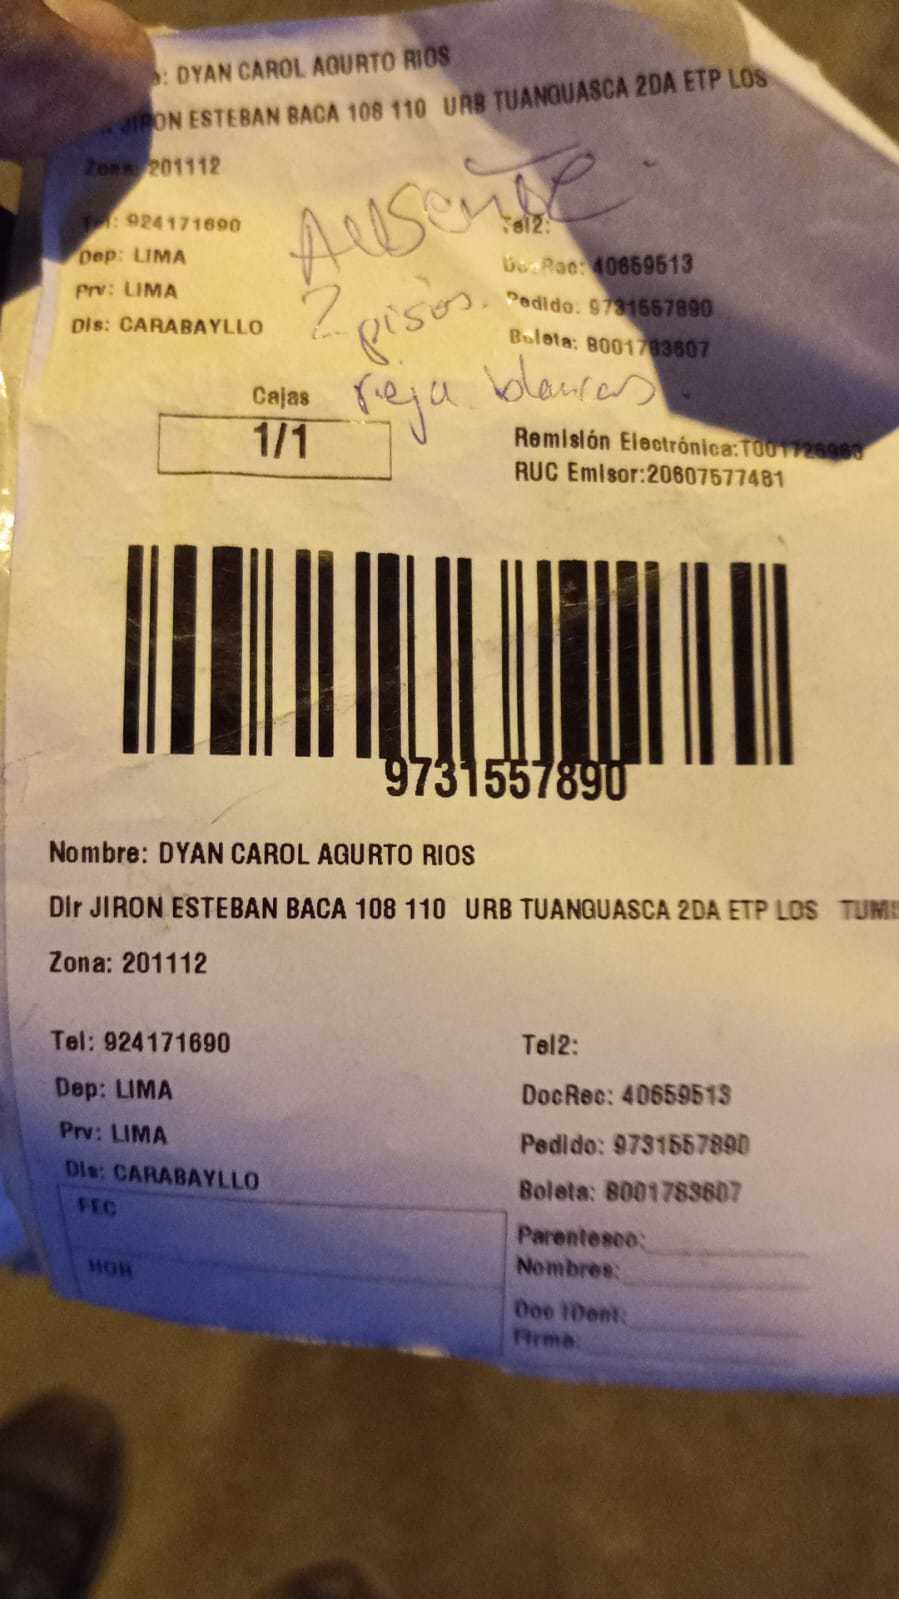 : DYAN CAROL AGURTO RIOS
JIRON ESTEBAN BACA 108 110 URB TUANGUASCA 2DA ETP LOS
Zona: 201112
Tel: 924171690
Tel2:
Dep: LIMA
DocRec: 40659513
Prv: LIMA
Pedido: 9731557890
Dis: CARABAYLLO
Boleta: B001783607
Ausente
2 pisos.
reja blancas.
Cajas
1/1
Remisión Electrónica:
RUC Emisor:20607577481
9731557890
Nombre: DYAN CAROL AGURTO RIOS
Dir JIRON ESTEBAN BACA 108 110 URB TUANGUASCA 2DA ETP LOS
Zona: 201112
Tel: 924171690
Tel2:
Dep: LIMA
DocRec: 40659513
Prv: LIMA
Pedido: 9731557890
Dis: CARABAYLLO
Boleta: B001783607
FEC
Parentesco:
HOR
Nombres:
Doc IDent:
Firma: